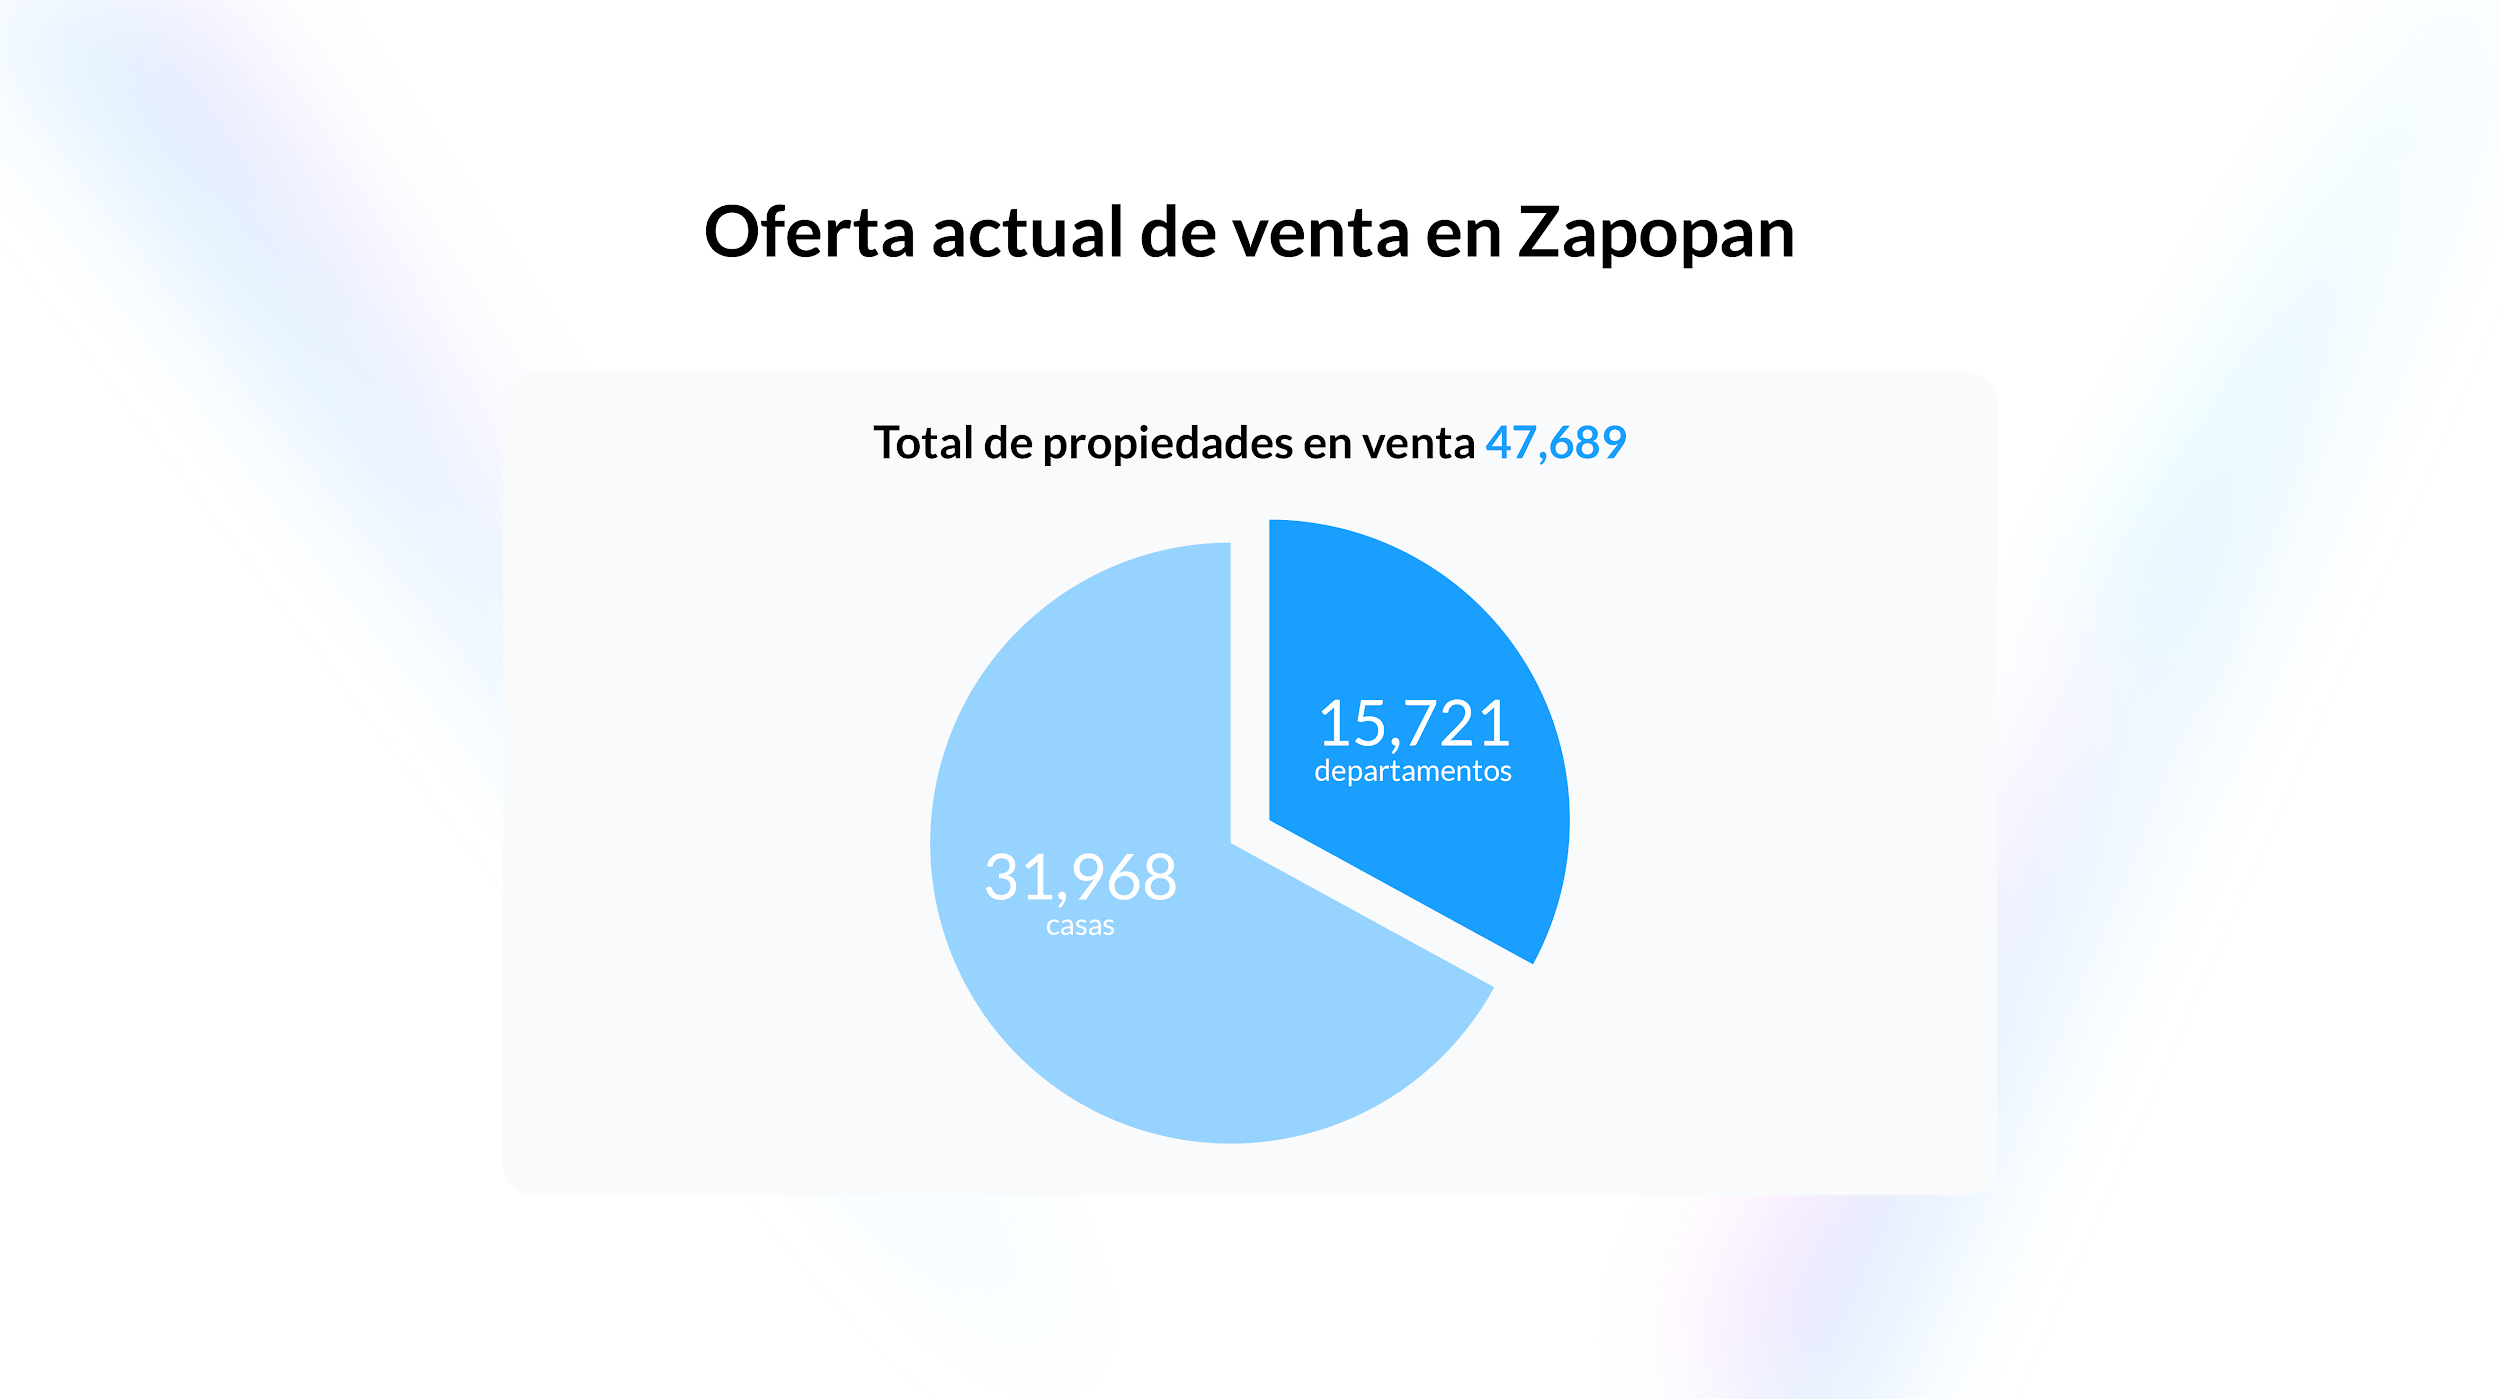 Oferta actual de venta en Zapopan
Total de propiedades en venta 47,689
15,721
departamentos
31,968
casas